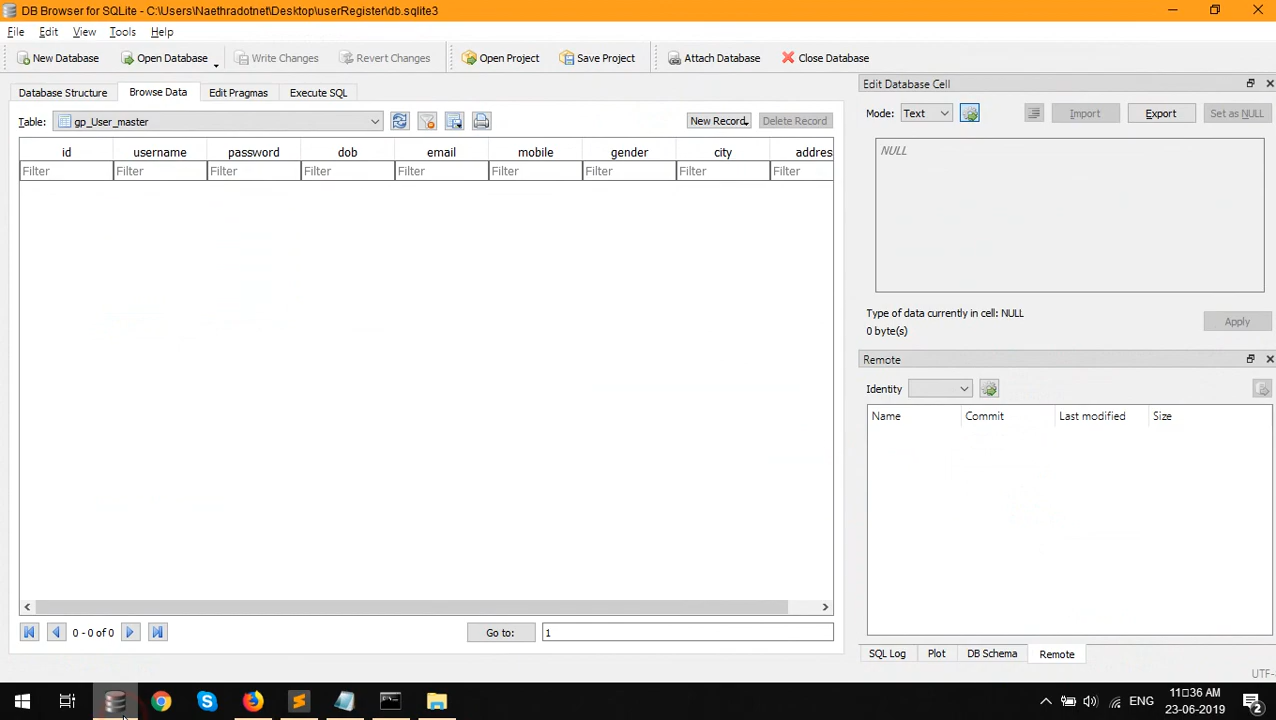 DB Browser for SQLite - C:\Users\Naethradotnet\Desktop\userRegister\db.sqlite3
File Edit View Tools Help
New Database Open Database Write Changes Revert Changes Open Project Save Project Attach Database Close Database
Database Structure Browse Data Edit Pragmas Execute SQL
Table: gp_User_master New Record Delete Record
id username password dob email mobile gender city addres
Filter Filter Filter Filter Filter Filter Filter Filter Filter
0 - 0 of 0 Go to: 1
Edit Database Cell
Mode: Text Import Export Set as NULL
NULL
Type of data currently in cell: NULL
0 byte(s)
Apply
Remote
Identity
Name Commit Last modified Size
SQL Log Plot DB Schema Remote
UTF-
ENG 11:36 AM
23-06-2019
2